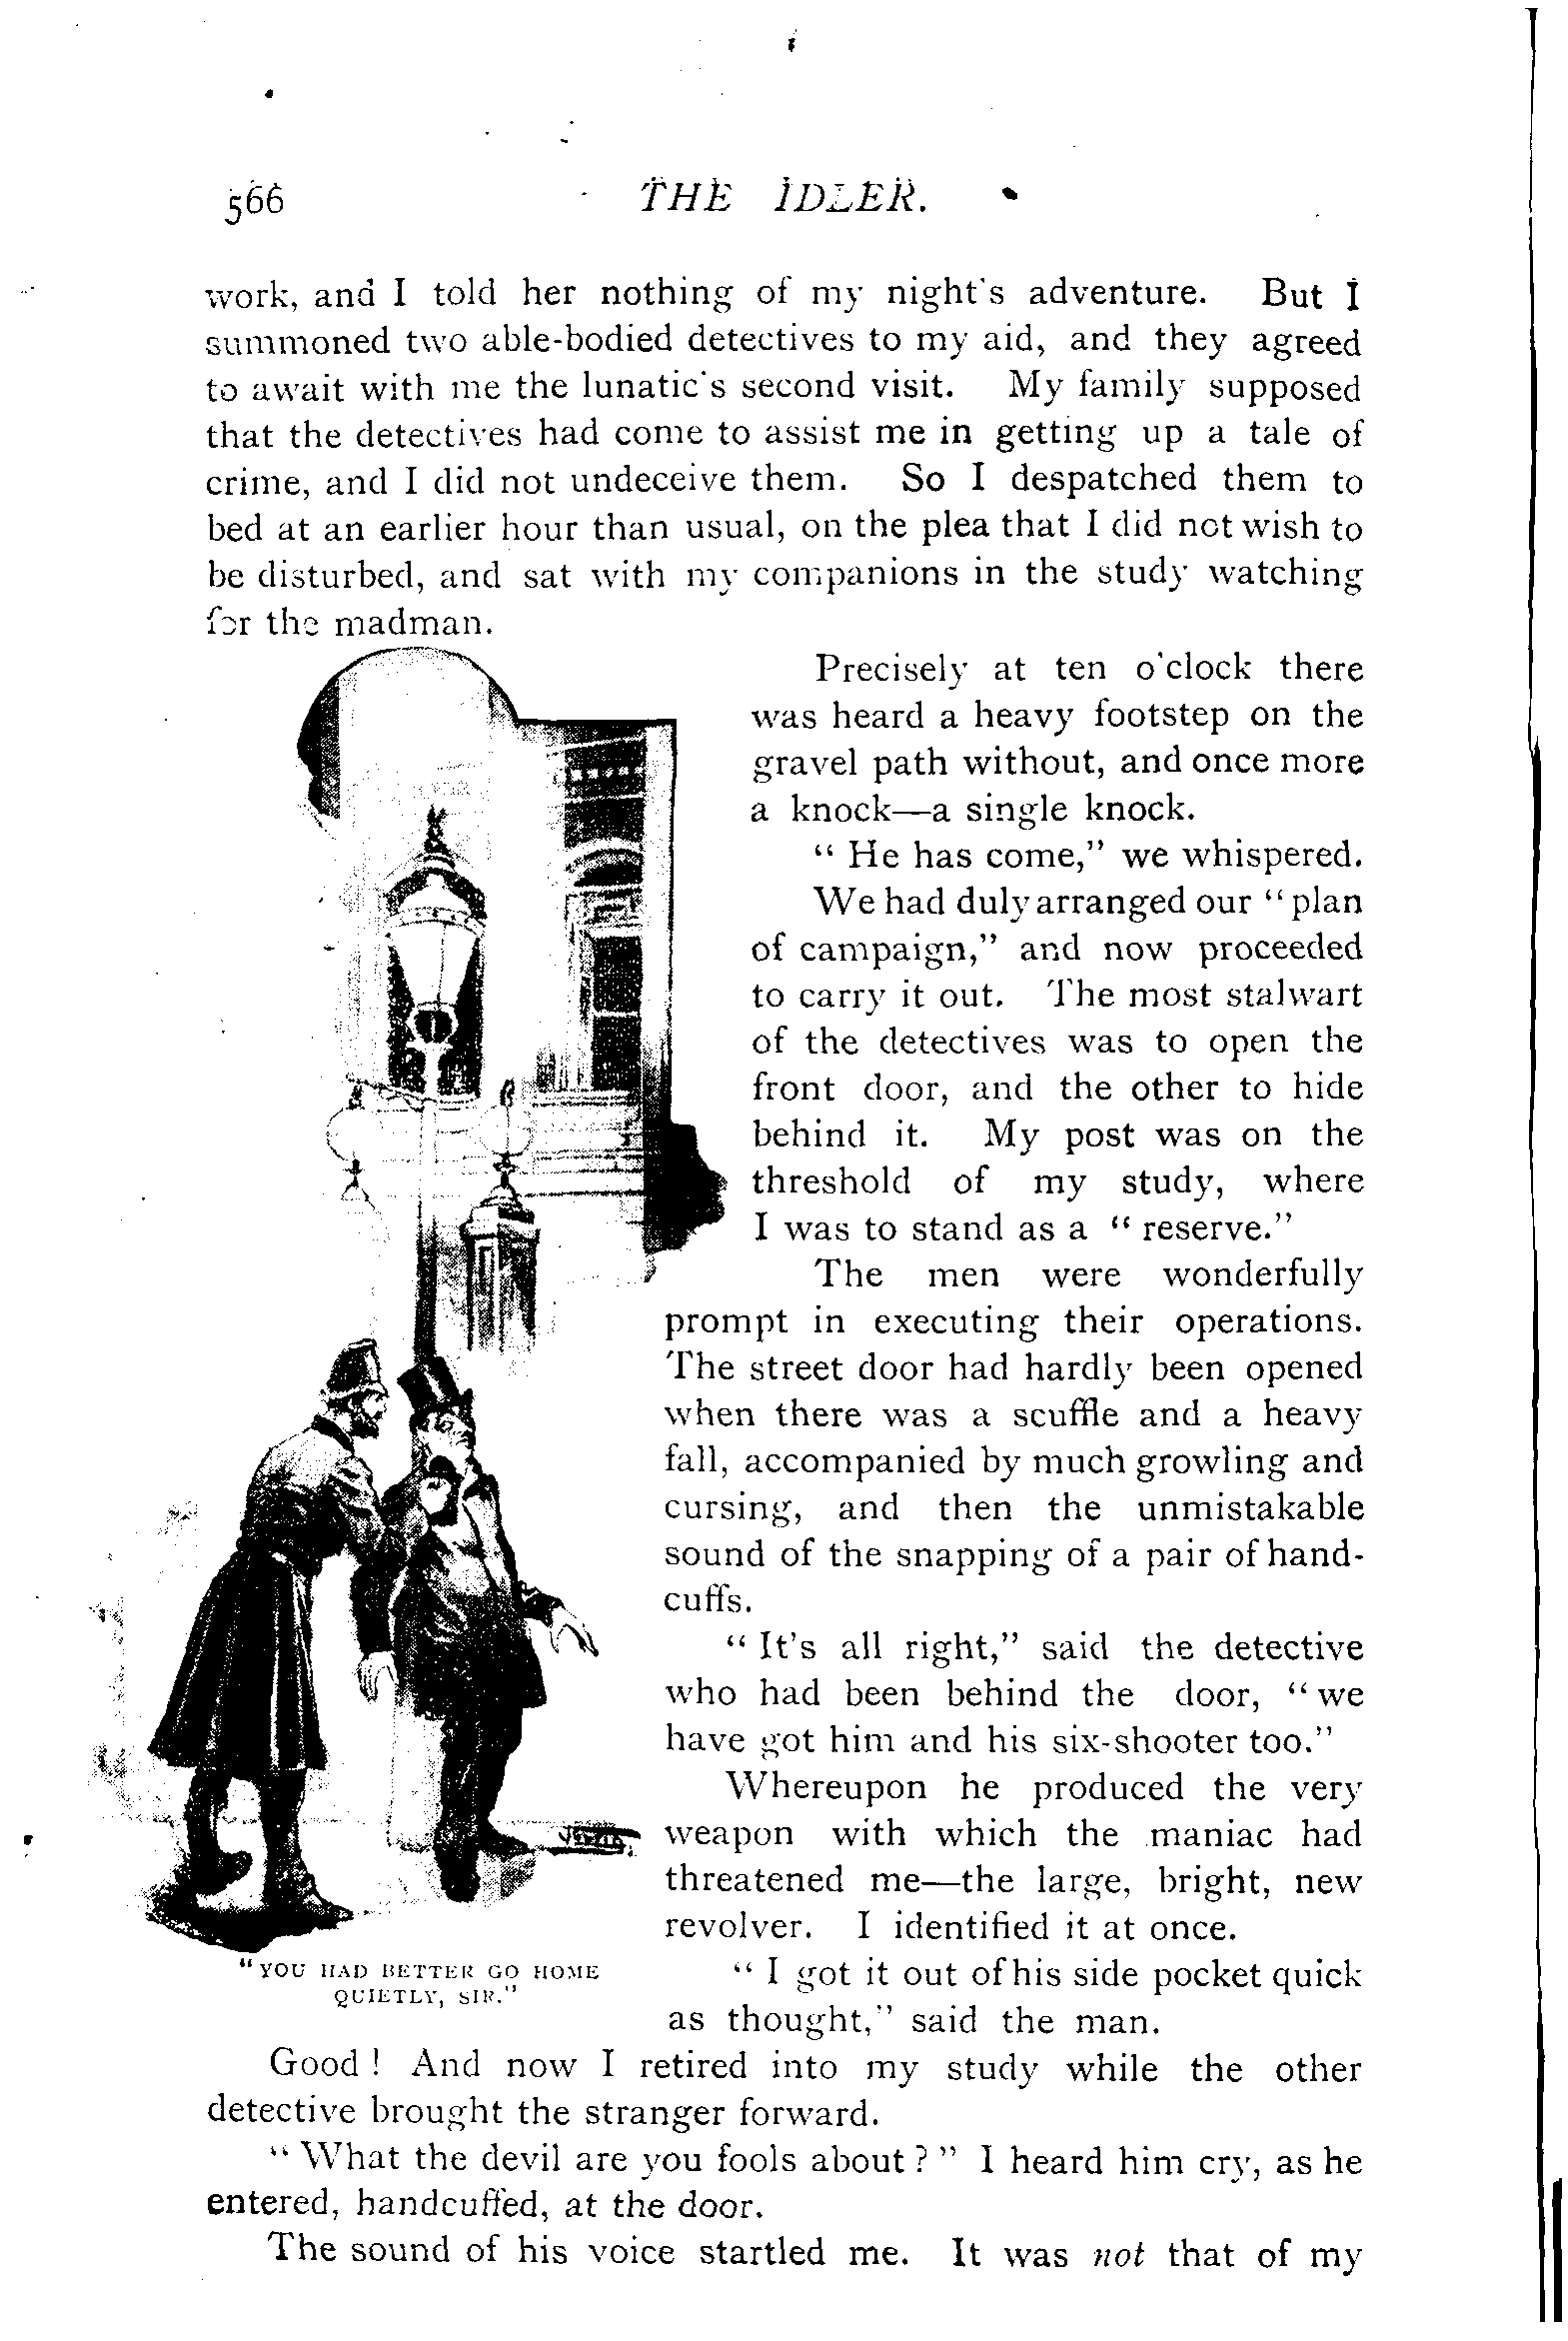 566
THE IDLER.
work, and I told her nothing of my night's adventure. But I
summoned two able-bodied detectives to my aid, and they agreed
to await with me the lunatic's second visit. My family supposed
that the detectives had come to assist me in getting up a tale of
crime, and I did not undeceive them. So I despatched them to
bed at an earlier hour than usual, on the plea that I did not wish to
be disturbed, and sat with my companions in the study watching
for the madman.
Precisely at ten o'clock there
was heard a heavy footstep on the
gravel path without, and once more
a knock—a single knock.
"He has come," we whispered.
We had duly arranged our "plan
of campaign," and now proceeded
to carry it out. The most stalwart
of the detectives was to open the
front door, and the other to hide
behind it. My post was on the
threshold of my study, where
I was to stand as a "reserve."
The men were wonderfully
prompt in executing their operations.
The street door had hardly been opened
when there was a scuffle and a heavy
fall, accompanied by much growling and
cursing, and then the unmistakable
sound of the snapping of a pair of hand-
cuffs.
"It's all right," said the detective
who had been behind the door, "we
have got him and his six-shooter too."
Whereupon he produced the very
weapon with which the maniac had
threatened me—the large, bright, new
revolver. I identified it at once.
"I got it out of his side pocket quick
as thought," said the man.
"YOU HAD BETTER GO HOME
QUIETLY, SIR."
Good! And now I retired into my study while the other
detective brought the stranger forward.
"What the devil are you fools about?" I heard him cry, as he
entered, handcuffed, at the door.
The sound of his voice startled me. It was not that of my